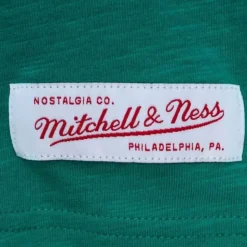 NOSTALGIA CO.
Mitchell & Ness
PHILADELPHIA, PA.